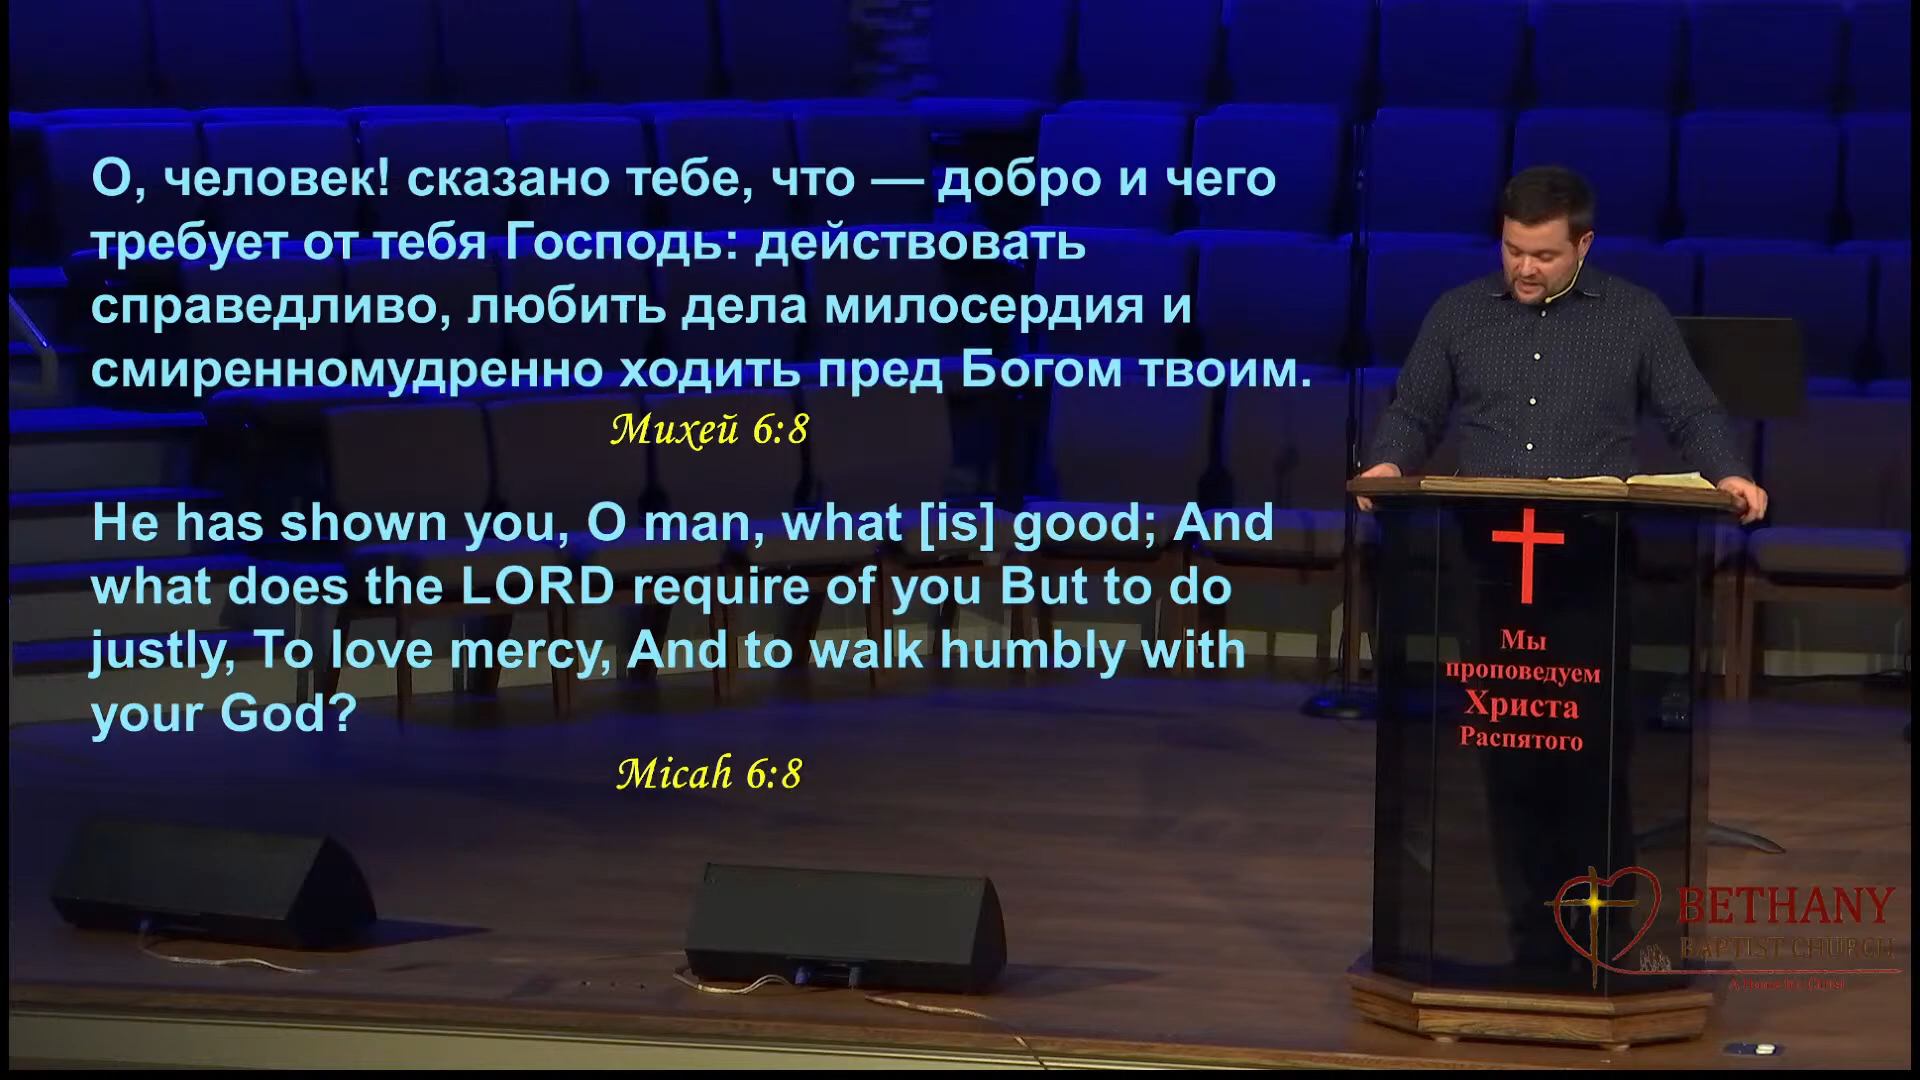 О, человек! сказано тебе, что — добро и чего
требует от тебя Господь: действовать
справедливо, любить дела милосердия и
смиренномудренно ходить пред Богом твоим.
Михей 6:8
He has shown you, O man, what [is] good; And
what does the LORD require of you But to do
justly, To love mercy, And to walk humbly with
your God?
Micah 6:8
Мы
проповедуем
Христа
Распятого
BETHANY
BAPTIST CHURCH